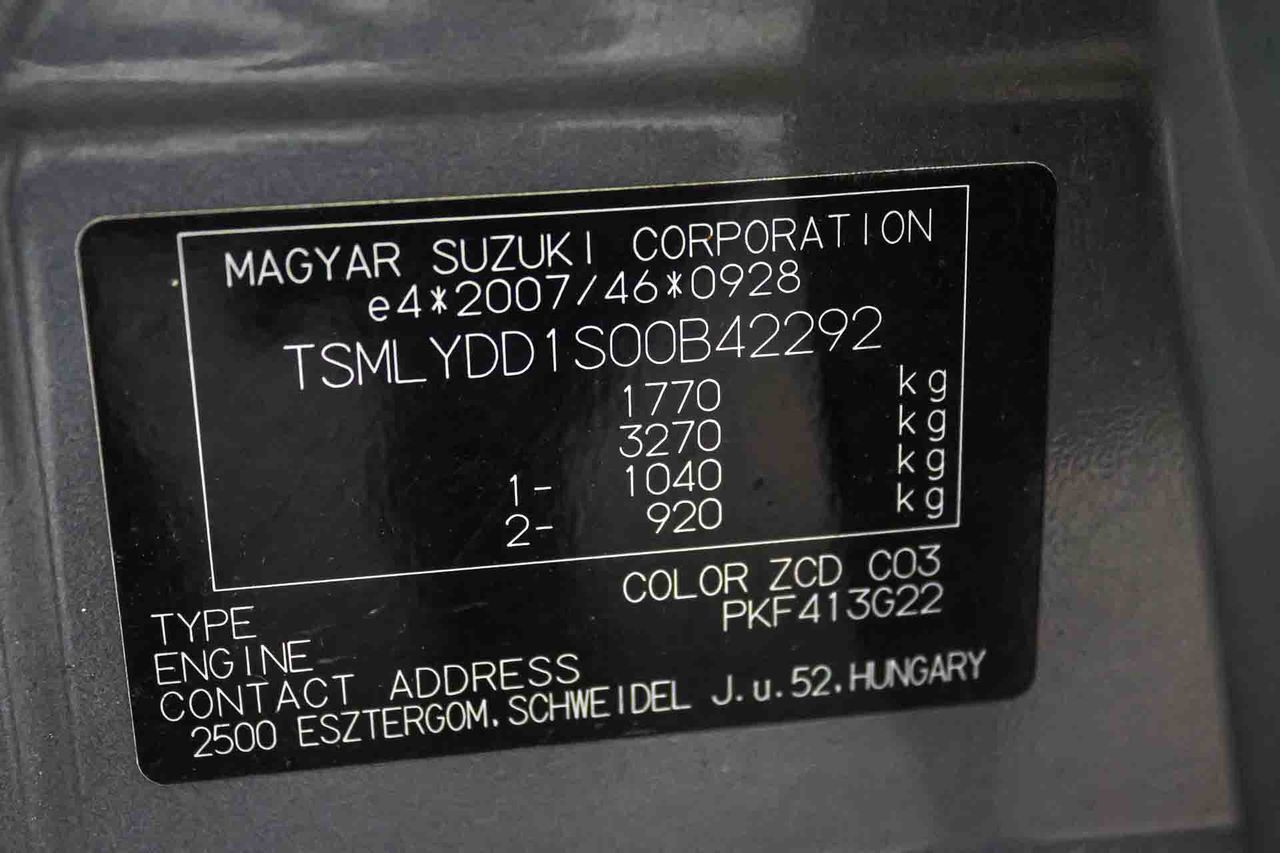 MAGYAR SUZUKI CORPORATION
e4*2007/46*0928
TSMLYDD1S00B42292
1770 kg
3270 kg
1- 1040 kg
2- 920 kg
COLOR ZCD C03
TYPE PKF413G22
ENGINE
CONTACT ADDRESS
2500 ESZTERGOM, SCHWEIDEL J.u.52.HUNGARY